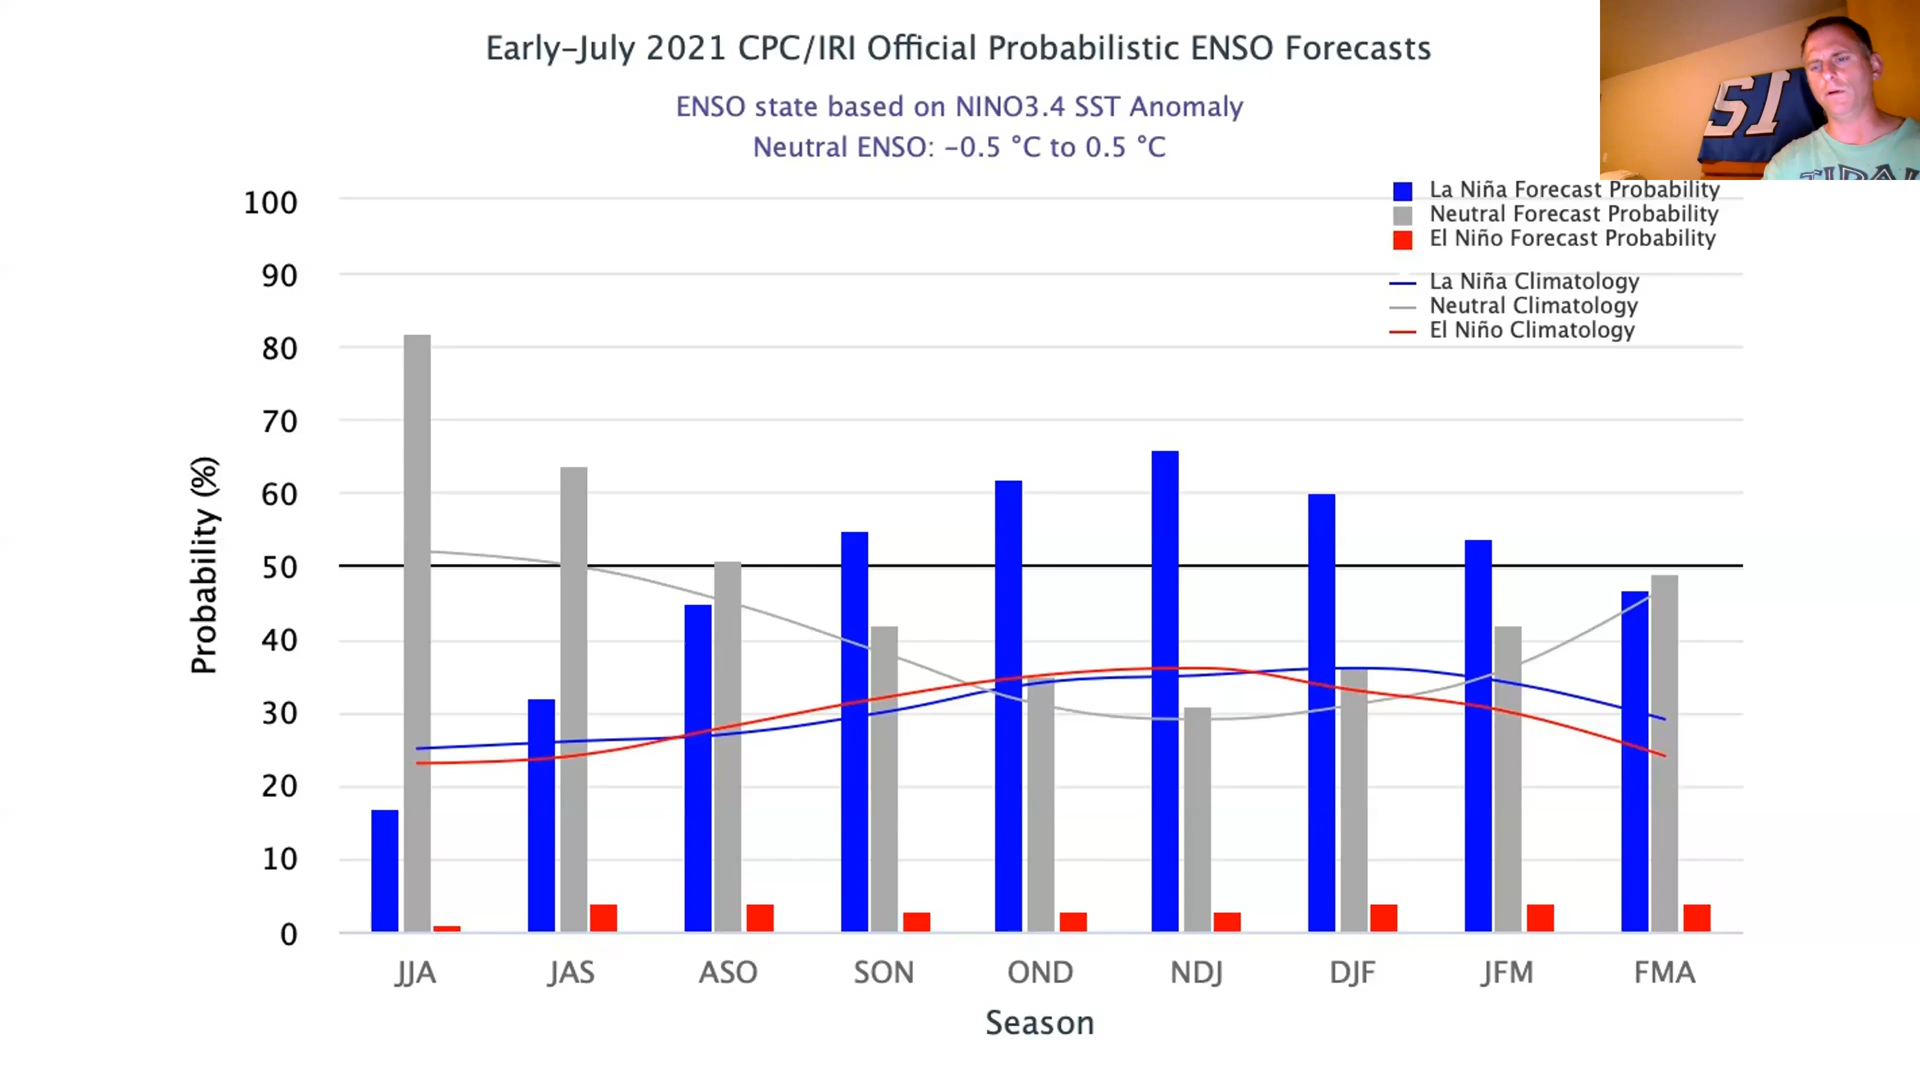 Early-July 2021 CPC/IRI Official Probabilistic ENSO Forecasts
ENSO state based on NINO3.4 SST Anomaly
Neutral ENSO: -0.5 °C to 0.5 °C
SI
La Niña Forecast Probability
Neutral Forecast Probability
El Niño Forecast Probability
La Niña Climatology
Neutral Climatology
El Niño Climatology
Probability (%)
100
90
80
70
60
50
40
30
20
10
0
JJA JAS ASO SON OND NDJ DJF JFM FMA
Season